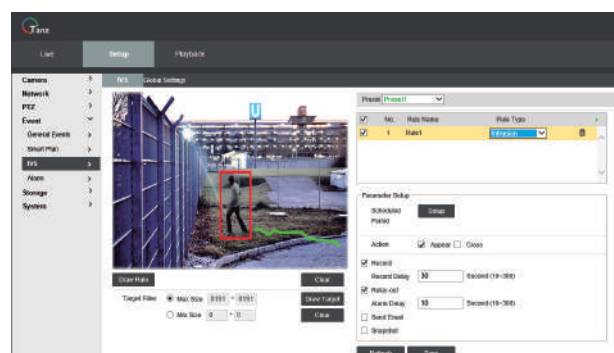 Live Setup Playback
Camera
Network
PTZ
Event
General Events
Smart Plan
IVS
Alarm
Storage
System
IVS Global Settings
U
Draw Rule Clear
Target Filter Max Size 8191 * 8191 Draw Target
Min Size 0 * 0 Clear
Preset Preset1
No. Rule Name Rule Type
1 Rule1 Intrusion
Parameter Setup
Scheduled Period Setup
Action Appear Cross
Record
Record Delay 30 Second (10~300)
Relay-out
Alarm Delay 10 Second (10~300)
Send Email
Snapshot